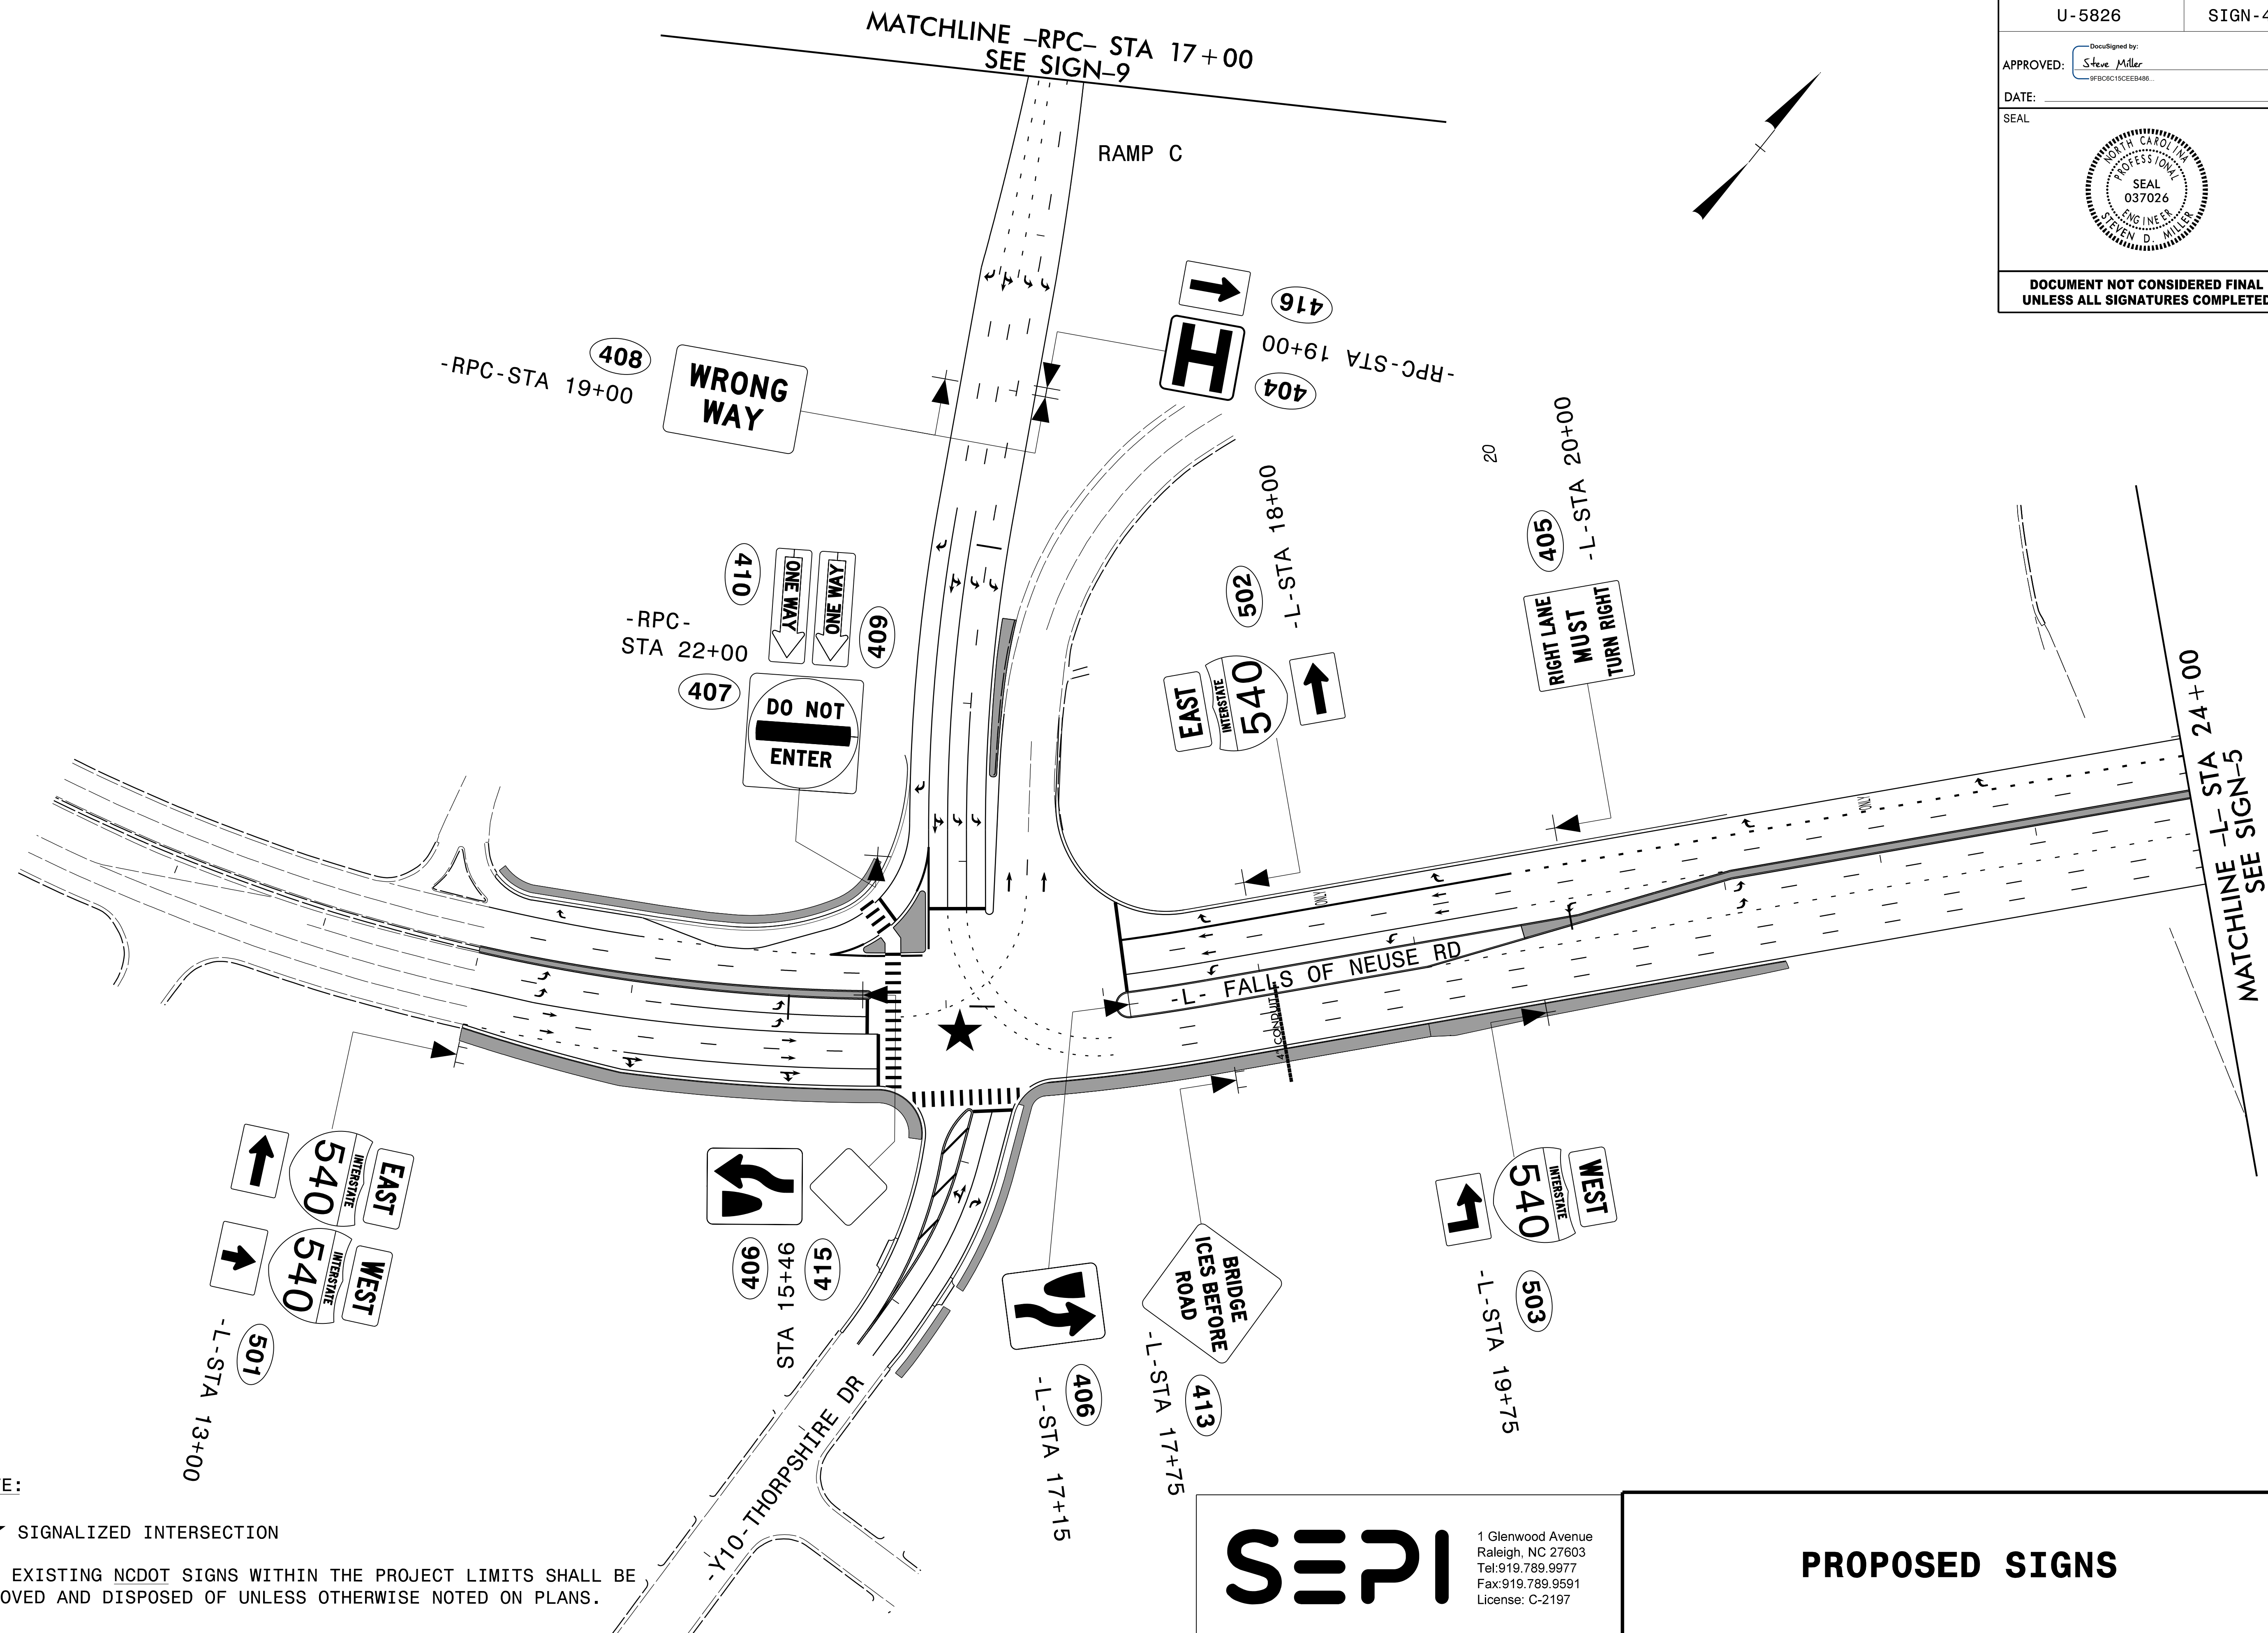 MATCHLINE –RPC– STA 17+00
SEE SIGN–9
U-5826
SIGN-4
DocuSigned by:
APPROVED:
Steve Miller
9FBC6C15CEEB486...
DATE:
SEAL
NORTH CAROLINA
PROFESSIONAL
SEAL
037026
ENGINEER
STEVEN D. MILLER
DOCUMENT NOT CONSIDERED FINAL
UNLESS ALL SIGNATURES COMPLETED
RAMP C
416
-RPC-STA 19+00
404
H
408
-RPC-STA 19+00
WRONG
WAY
410
ONE WAY
ONE WAY
409
-RPC-
STA 22+00
407
DO NOT
ENTER
-L-STA 18+00
502
EAST
INTERSTATE
540
20
-L-STA 20+00
405
RIGHT LANE
MUST
TURN RIGHT
MATCHLINE –L– STA 24+00
SEE SIGN–5
ONLY
ONLY
-L- FALLS OF NEUSE RD
4" CONDUIT
EAST
INTERSTATE
540
WEST
INTERSTATE
540
501
-L-STA 13+00
406
STA 15+46
415
406
-L-STA 17+15
BRIDGE
ICES BEFORE
ROAD
413
-L-STA 17+75
WEST
INTERSTATE
540
503
-L-STA 19+75
-Y10-THORPSHIRE DR
TE:
SIGNALIZED INTERSECTION
EXISTING NCDOT SIGNS WITHIN THE PROJECT LIMITS SHALL BE
OVED AND DISPOSED OF UNLESS OTHERWISE NOTED ON PLANS.
SEPI
1 Glenwood Avenue
Raleigh, NC 27603
Tel:919.789.9977
Fax:919.789.9591
License: C-2197
PROPOSED SIGNS